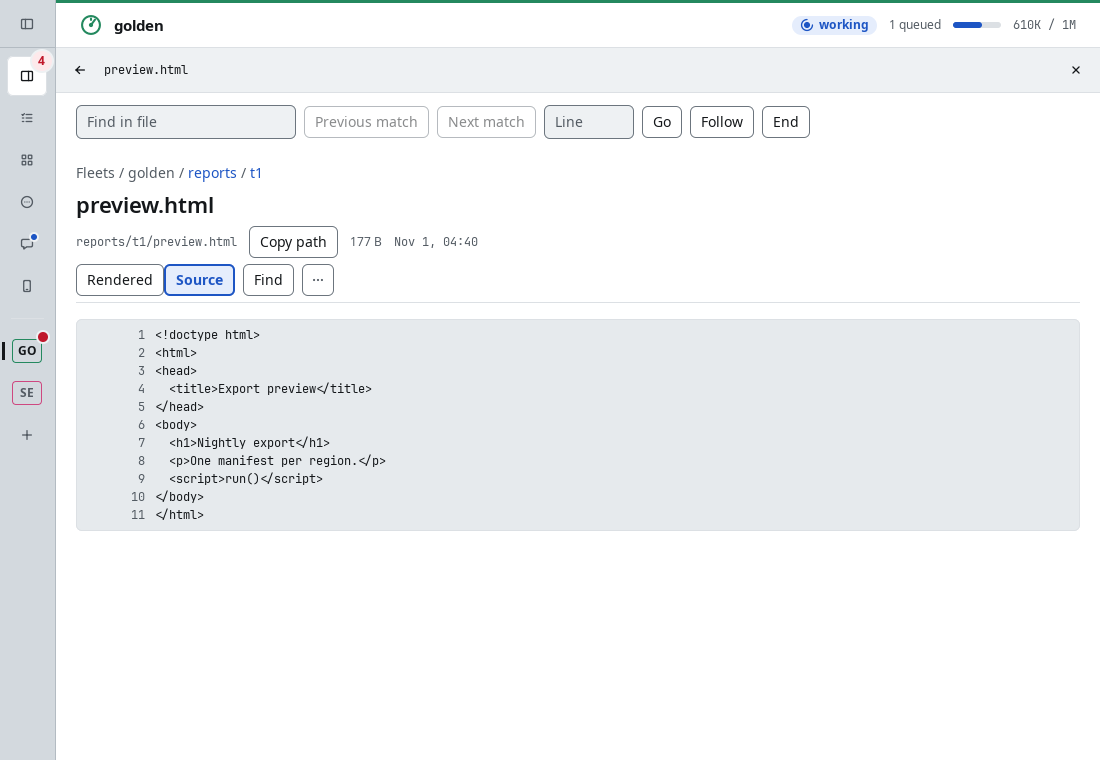 golden
working
1 queued
610K / 1M
4
preview.html
Find in file
Previous match
Next match
Line
Go
Follow
End
Fleets / golden / reports / t1
preview.html
reports/t1/preview.html
Copy path
177 B
Nov 1, 04:40
Rendered
Source
Find
···
GO
SE
1 <!doctype html>
2 <html>
3 <head>
4   <title>Export preview</title>
5 </head>
6 <body>
7   <h1>Nightly export</h1>
8   <p>One manifest per region.</p>
9   <script>run()</script>
10 </body>
11 </html>